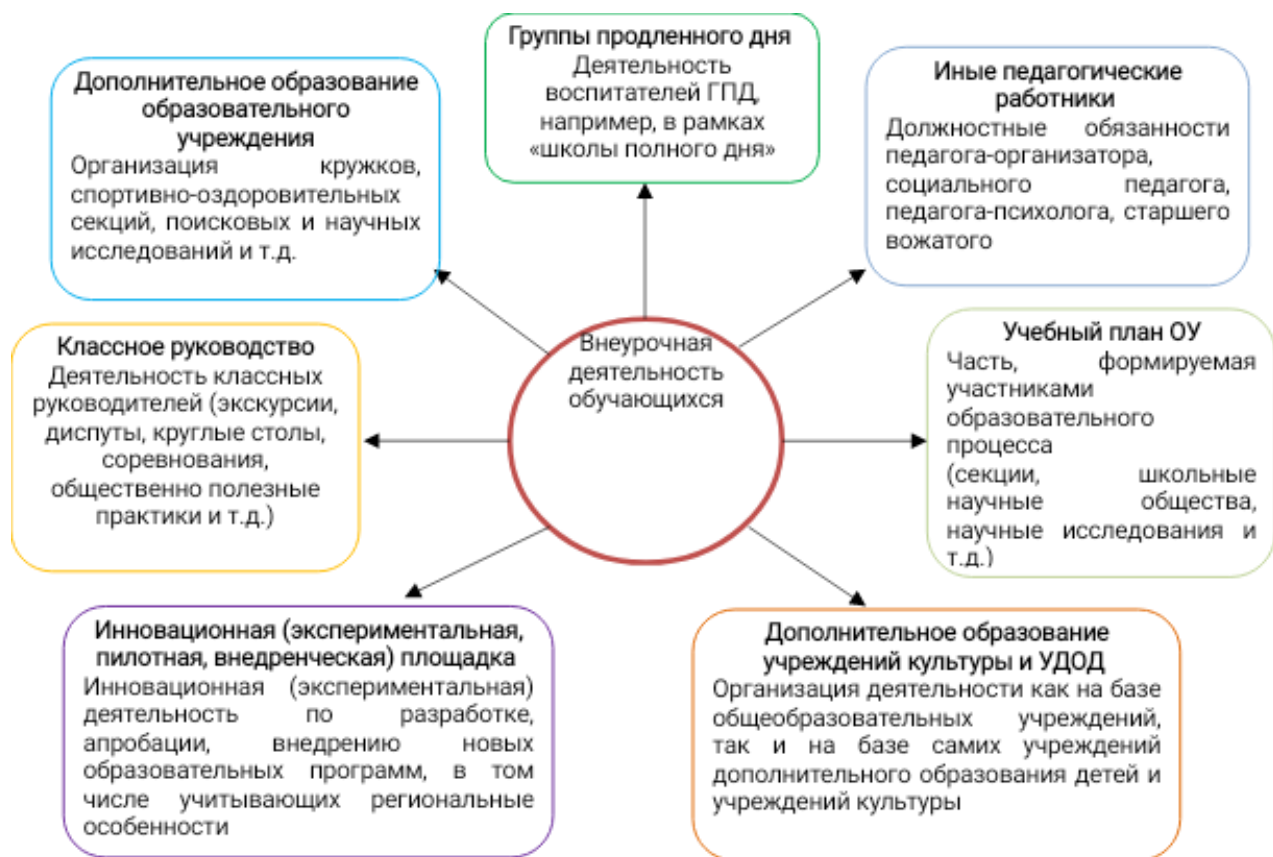 Группы продленного дня
Деятельность
воспитателей ГПД,
например, в рамках
«школы полного дня»
Дополнительное образование
образовательного
учреждения
Организация кружков,
спортивно-оздоровительных
секций, поисковых и научных
исследований и т.д.
Иные педагогические
работники
Должностные обязанности
педагога-организатора,
социального педагога,
педагога-психолога, старшего
вожатого
Классное руководство
Деятельность классных
руководителей (экскурсии,
диспуты, круглые столы,
соревнования,
общественно полезные
практики и т.д.)
Внеурочная
деятельность
обучающихся
Учебный план ОУ
Часть, формируемая
участниками
образовательного
процесса
(секции, школьные
научные общества,
научные исследования и
т.д.)
Инновационная (экспериментальная,
пилотная, внедренческая) площадка
Инновационная (экспериментальная)
деятельность по разработке,
апробации, внедрению новых
образовательных программ, в том
числе учитывающих региональные
особенности
Дополнительное образование
учреждений культуры и УДОД
Организация деятельности как на базе
общеобразовательных учреждений,
так и на базе самих учреждений
дополнительного образования детей и
учреждений культуры